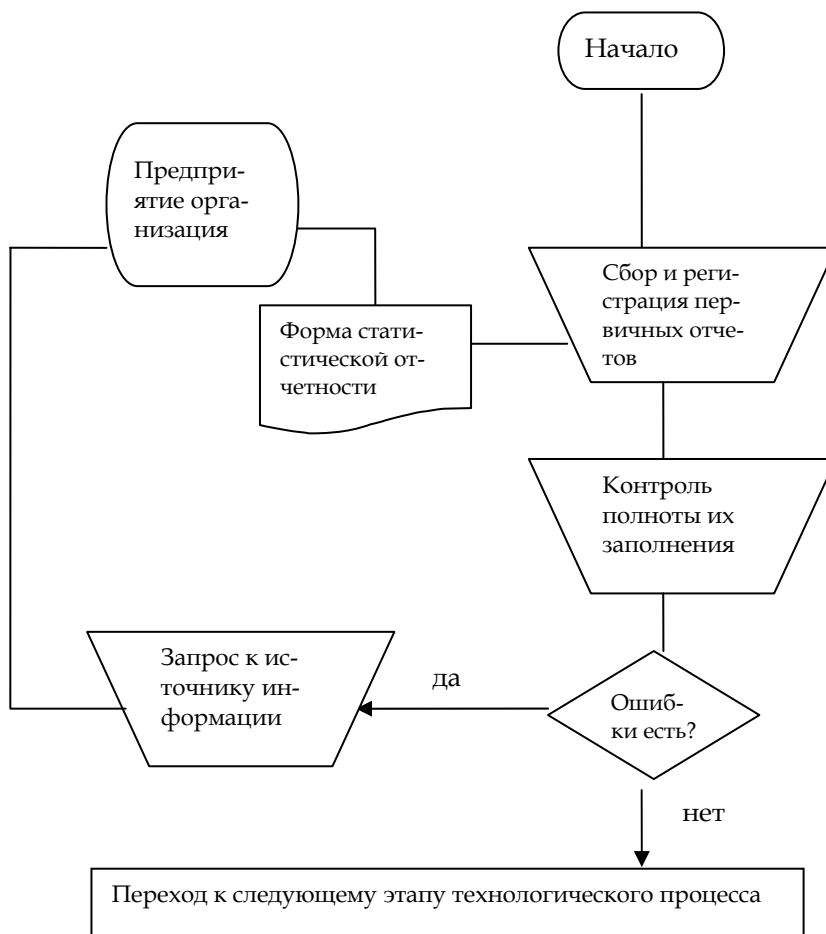 Начало
Предпри-
ятие орга-
низация
Сбор и реги-
страция пер-
вичных отче-
тов
Форма стати-
стической от-
четности
Контроль
полноты их
заполнения
Запрос к ис-
точнику ин-
формации
да
Ошиб-
ки есть?
нет
Переход к следующему этапу технологического процесса